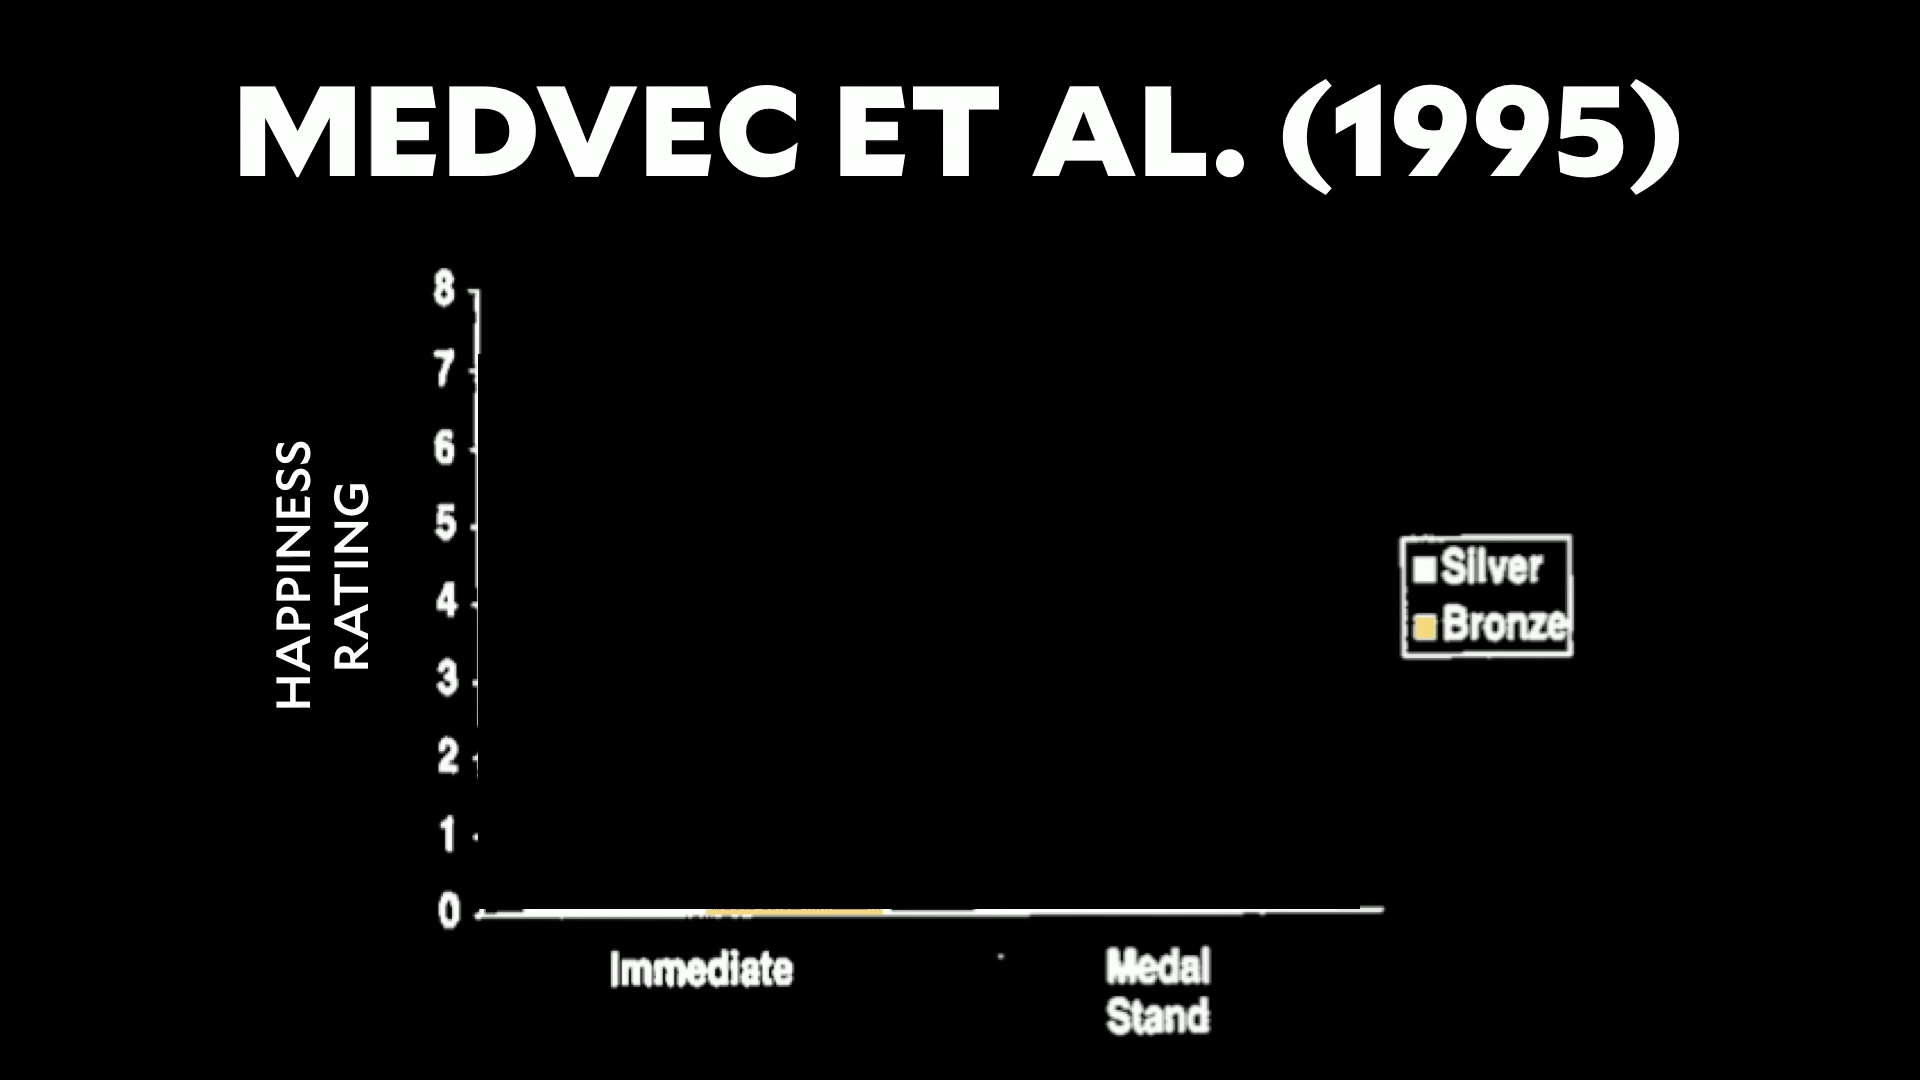 MEDVEC ET AL. (1995)
HAPPINESS
RATING
8
7
6
5
4
3
2
1
0
Silver
Bronze
Immediate
Medal
Stand